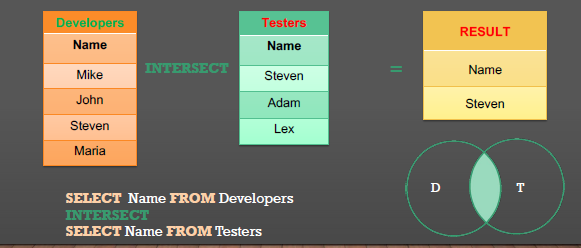 Developers
Name
Mike
John
Steven
Maria
INTERSECT
Testers
Name
Steven
Adam
Lex
=
RESULT
Name
Steven
D
T
SELECT Name FROM Developers
INTERSECT
SELECT Name FROM Testers